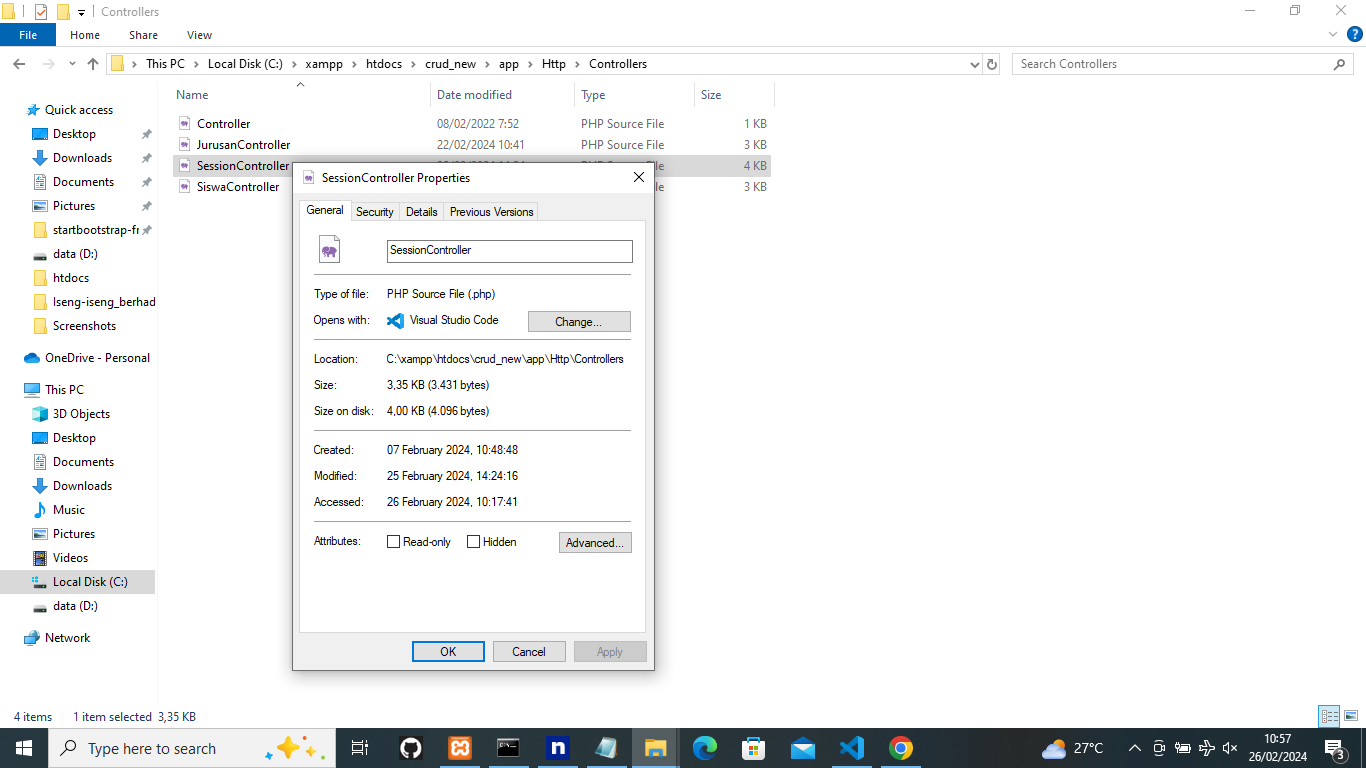 Controllers
File Home Share View
This PC Local Disk (C:) xampp htdocs crud_new app Http Controllers
Search Controllers
Quick access
Desktop
Downloads
Documents
Pictures
startbootstrap-fr
data (D:)
htdocs
Iseng-iseng_berhad
Screenshots
OneDrive - Personal
This PC
3D Objects
Desktop
Documents
Downloads
Music
Pictures
Videos
Local Disk (C:)
data (D:)
Network
Name Date modified Type Size
Controller 08/02/2022 7:52 PHP Source File 1 KB
JurusanController 22/02/2024 10:41 PHP Source File 3 KB
SessionController 4 KB
SiswaController 3 KB
SessionController Properties
General Security Details Previous Versions
SessionController
Type of file: PHP Source File (.php)
Opens with: Visual Studio Code Change...
Location: C:\xampp\htdocs\crud_new\app\Http\Controllers
Size: 3,35 KB (3.431 bytes)
Size on disk: 4,00 KB (4.096 bytes)
Created: 07 February 2024, 10:48:48
Modified: 25 February 2024, 14:24:16
Accessed: 26 February 2024, 10:17:41
Attributes: Read-only Hidden Advanced...
OK Cancel Apply
4 items 1 item selected 3,35 KB
Type here to search
27°C
10:57
26/02/2024
3